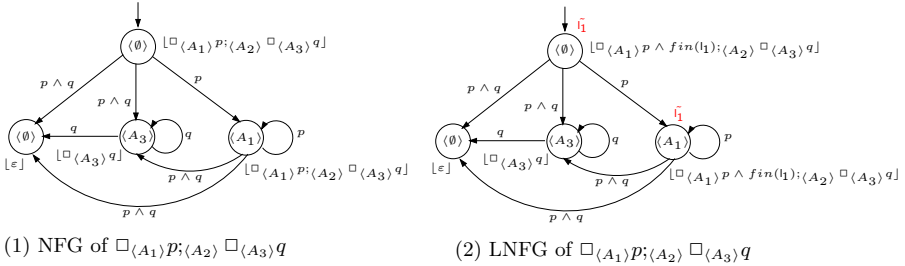 ⟨∅⟩ ⌊□⟨A₁⟩p;⟨A₂⟩ □⟨A₃⟩q⌋
p ∧ q
p ∧ q
p
⟨∅⟩
q
⟨A₃⟩
q
⟨A₁⟩
p
⌊ε⌋
⌊□⟨A₃⟩q⌋
p ∧ q
⌊□⟨A₁⟩p;⟨A₂⟩ □⟨A₃⟩q⌋
p ∧ q
(1) NFG of □⟨A₁⟩p;⟨A₂⟩ □⟨A₃⟩q
l̃₁
⟨∅⟩ ⌊□⟨A₁⟩p ∧ fin(l₁);⟨A₂⟩ □⟨A₃⟩q⌋
p ∧ q
p ∧ q
p
l̃₁
⟨∅⟩
q
⟨A₃⟩
q
⟨A₁⟩
p
⌊ε⌋
⌊□⟨A₃⟩q⌋
p ∧ q
⌊□⟨A₁⟩p ∧ fin(l₁);⟨A₂⟩ □⟨A₃⟩q⌋
p ∧ q
(2) LNFG of □⟨A₁⟩p;⟨A₂⟩ □⟨A₃⟩q